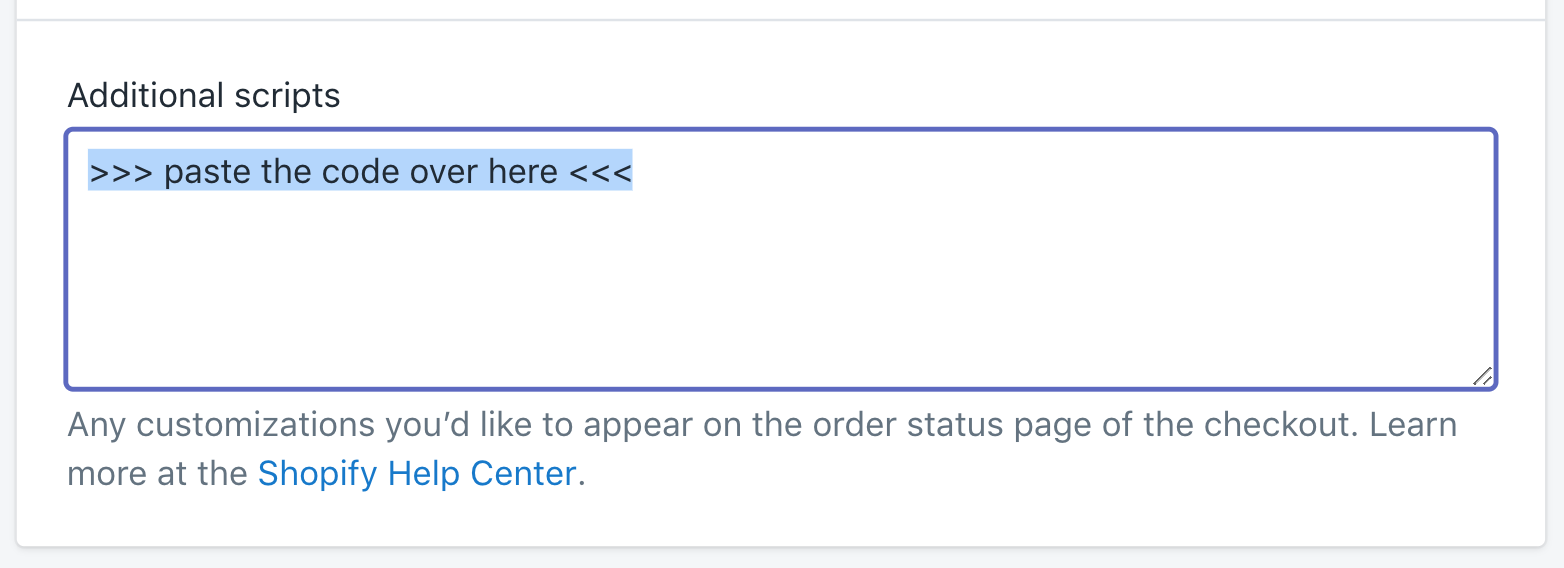 Additional scripts
>>> paste the code over here <<<
Any customizations you’d like to appear on the order status page of the checkout. Learn
more at the Shopify Help Center.